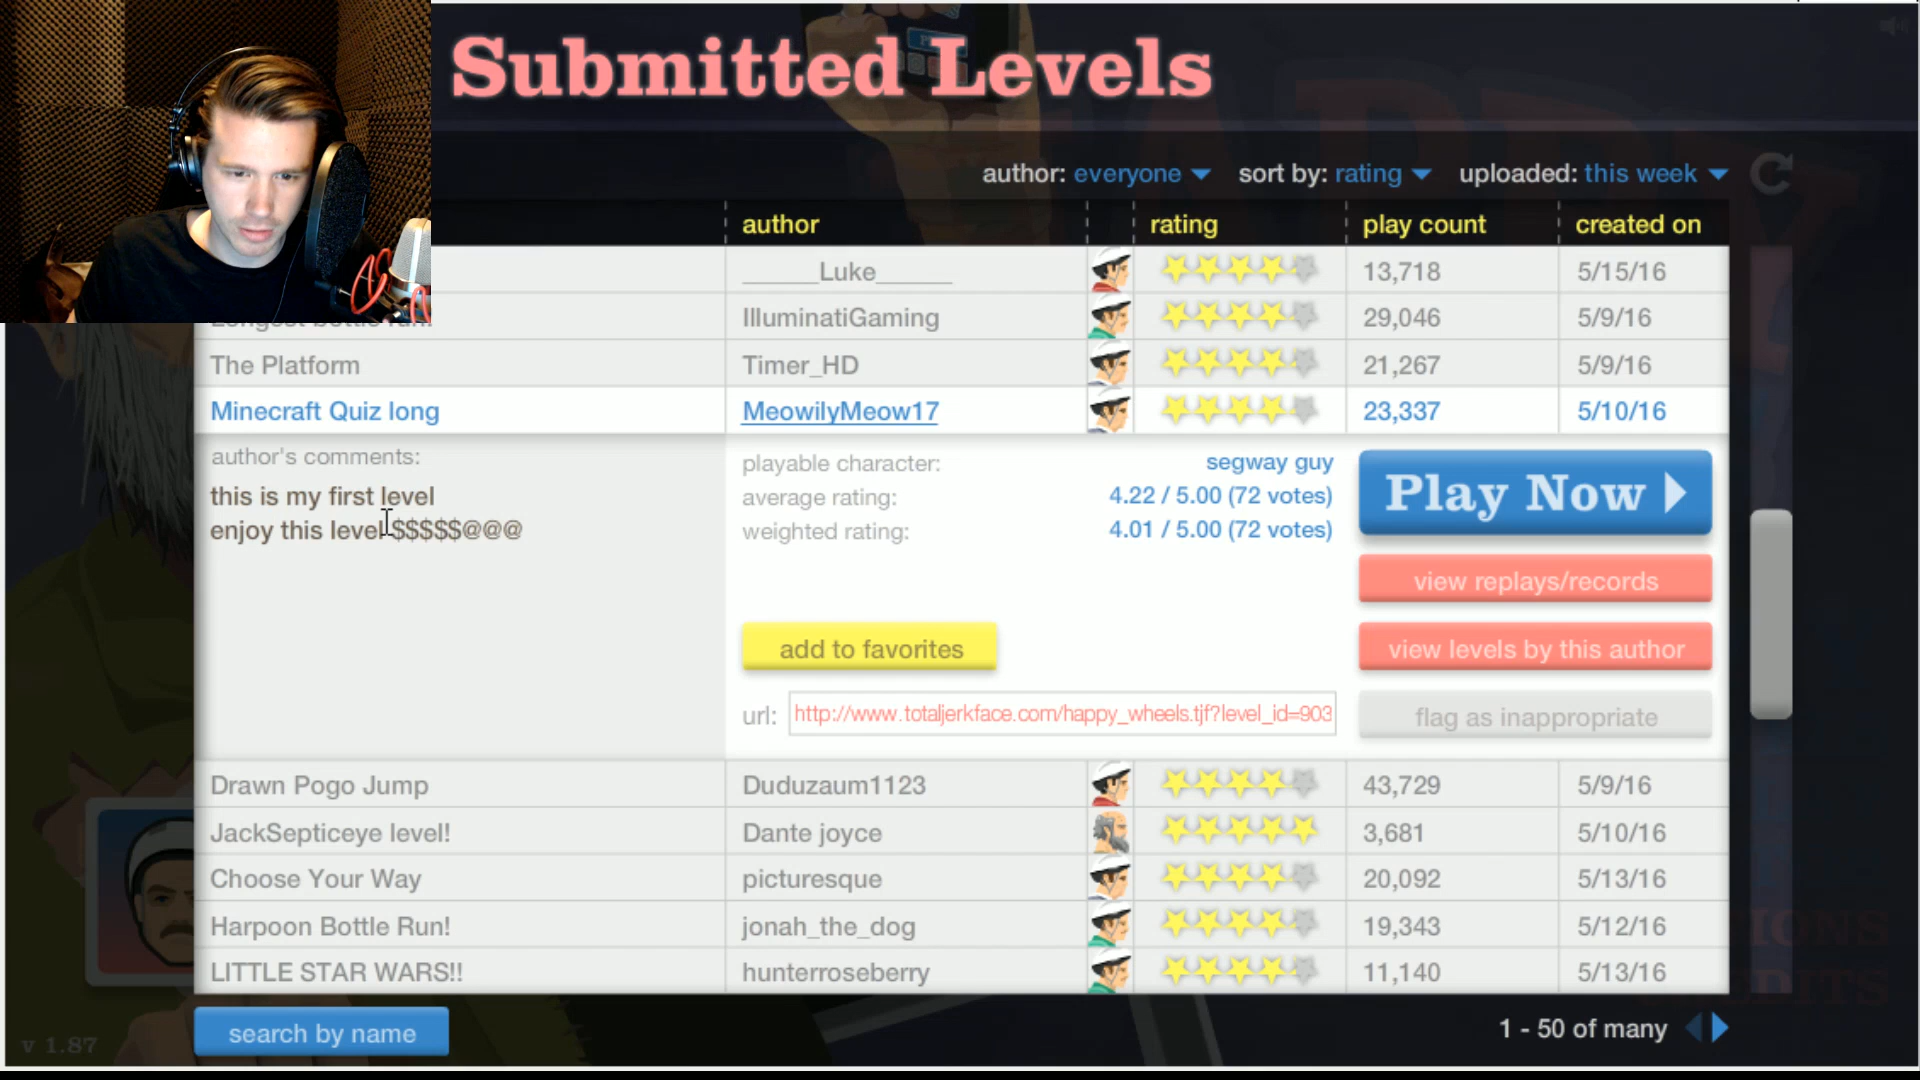 Submitted Levels
author: everyone sort by: rating uploaded: this week
author rating play count created on
______Luke______ 13,718 5/15/16
IlluminatiGaming 29,046 5/9/16
The Platform Timer_HD 21,267 5/9/16
Minecraft Quiz long MeowilyMeow17 23,337 5/10/16
author's comments:
this is my first level
enjoy this level $$$$$@@@
playable character: segway guy
average rating: 4.22 / 5.00 (72 votes)
weighted rating: 4.01 / 5.00 (72 votes)
Play Now
view replays/records
add to favorites
view levels by this author
url: http://www.totaljerkface.com/happy_wheels.tjf?level_id=903
flag as inappropriate
Drawn Pogo Jump Duduzaum1123 43,729 5/9/16
JackSepticeye level! Dante joyce 3,681 5/10/16
Choose Your Way picturesque 20,092 5/13/16
Harpoon Bottle Run! jonah_the_dog 19,343 5/12/16
LITTLE STAR WARS!! hunterroseberry 11,140 5/13/16
search by name
1 - 50 of many
v 1.87